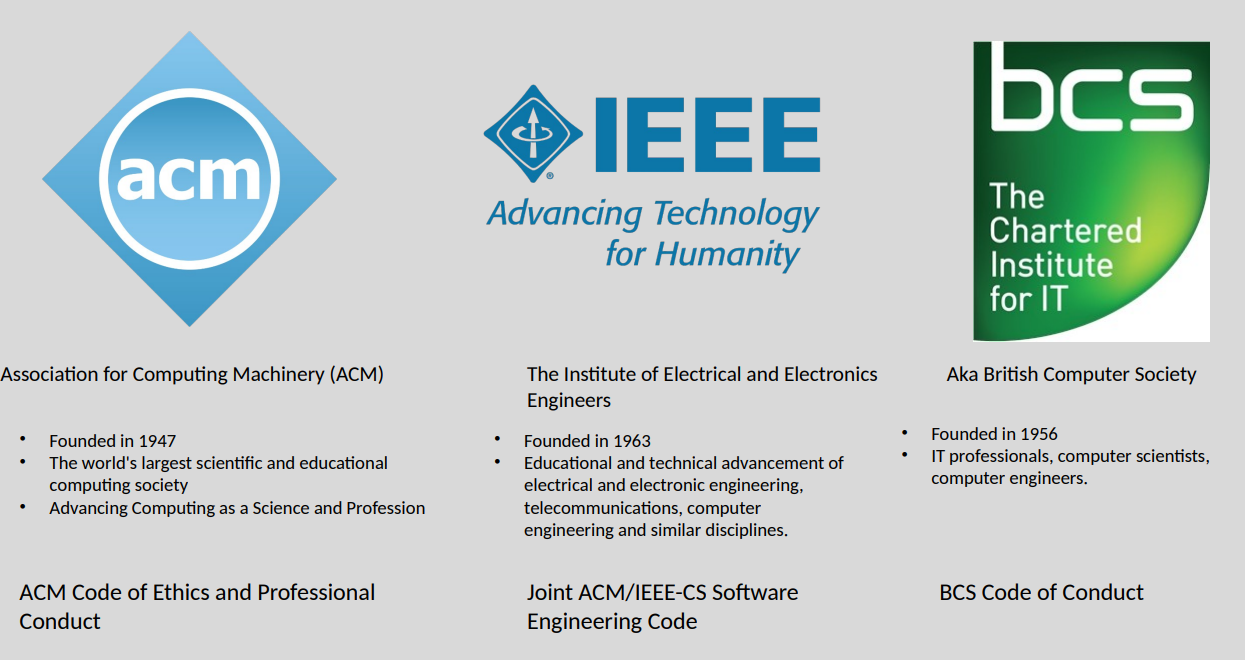 acm
IEEE
®
Advancing Technology
for Humanity
bcs
The
Chartered
Institute
for IT
Association for Computing Machinery (ACM)
• Founded in 1947
• The world's largest scientific and educational
computing society
• Advancing Computing as a Science and Profession
ACM Code of Ethics and Professional
Conduct
The Institute of Electrical and Electronics
Engineers
• Founded in 1963
• Educational and technical advancement of
electrical and electronic engineering,
telecommunications, computer
engineering and similar disciplines.
Joint ACM/IEEE-CS Software
Engineering Code
Aka British Computer Society
• Founded in 1956
• IT professionals, computer scientists,
computer engineers.
BCS Code of Conduct